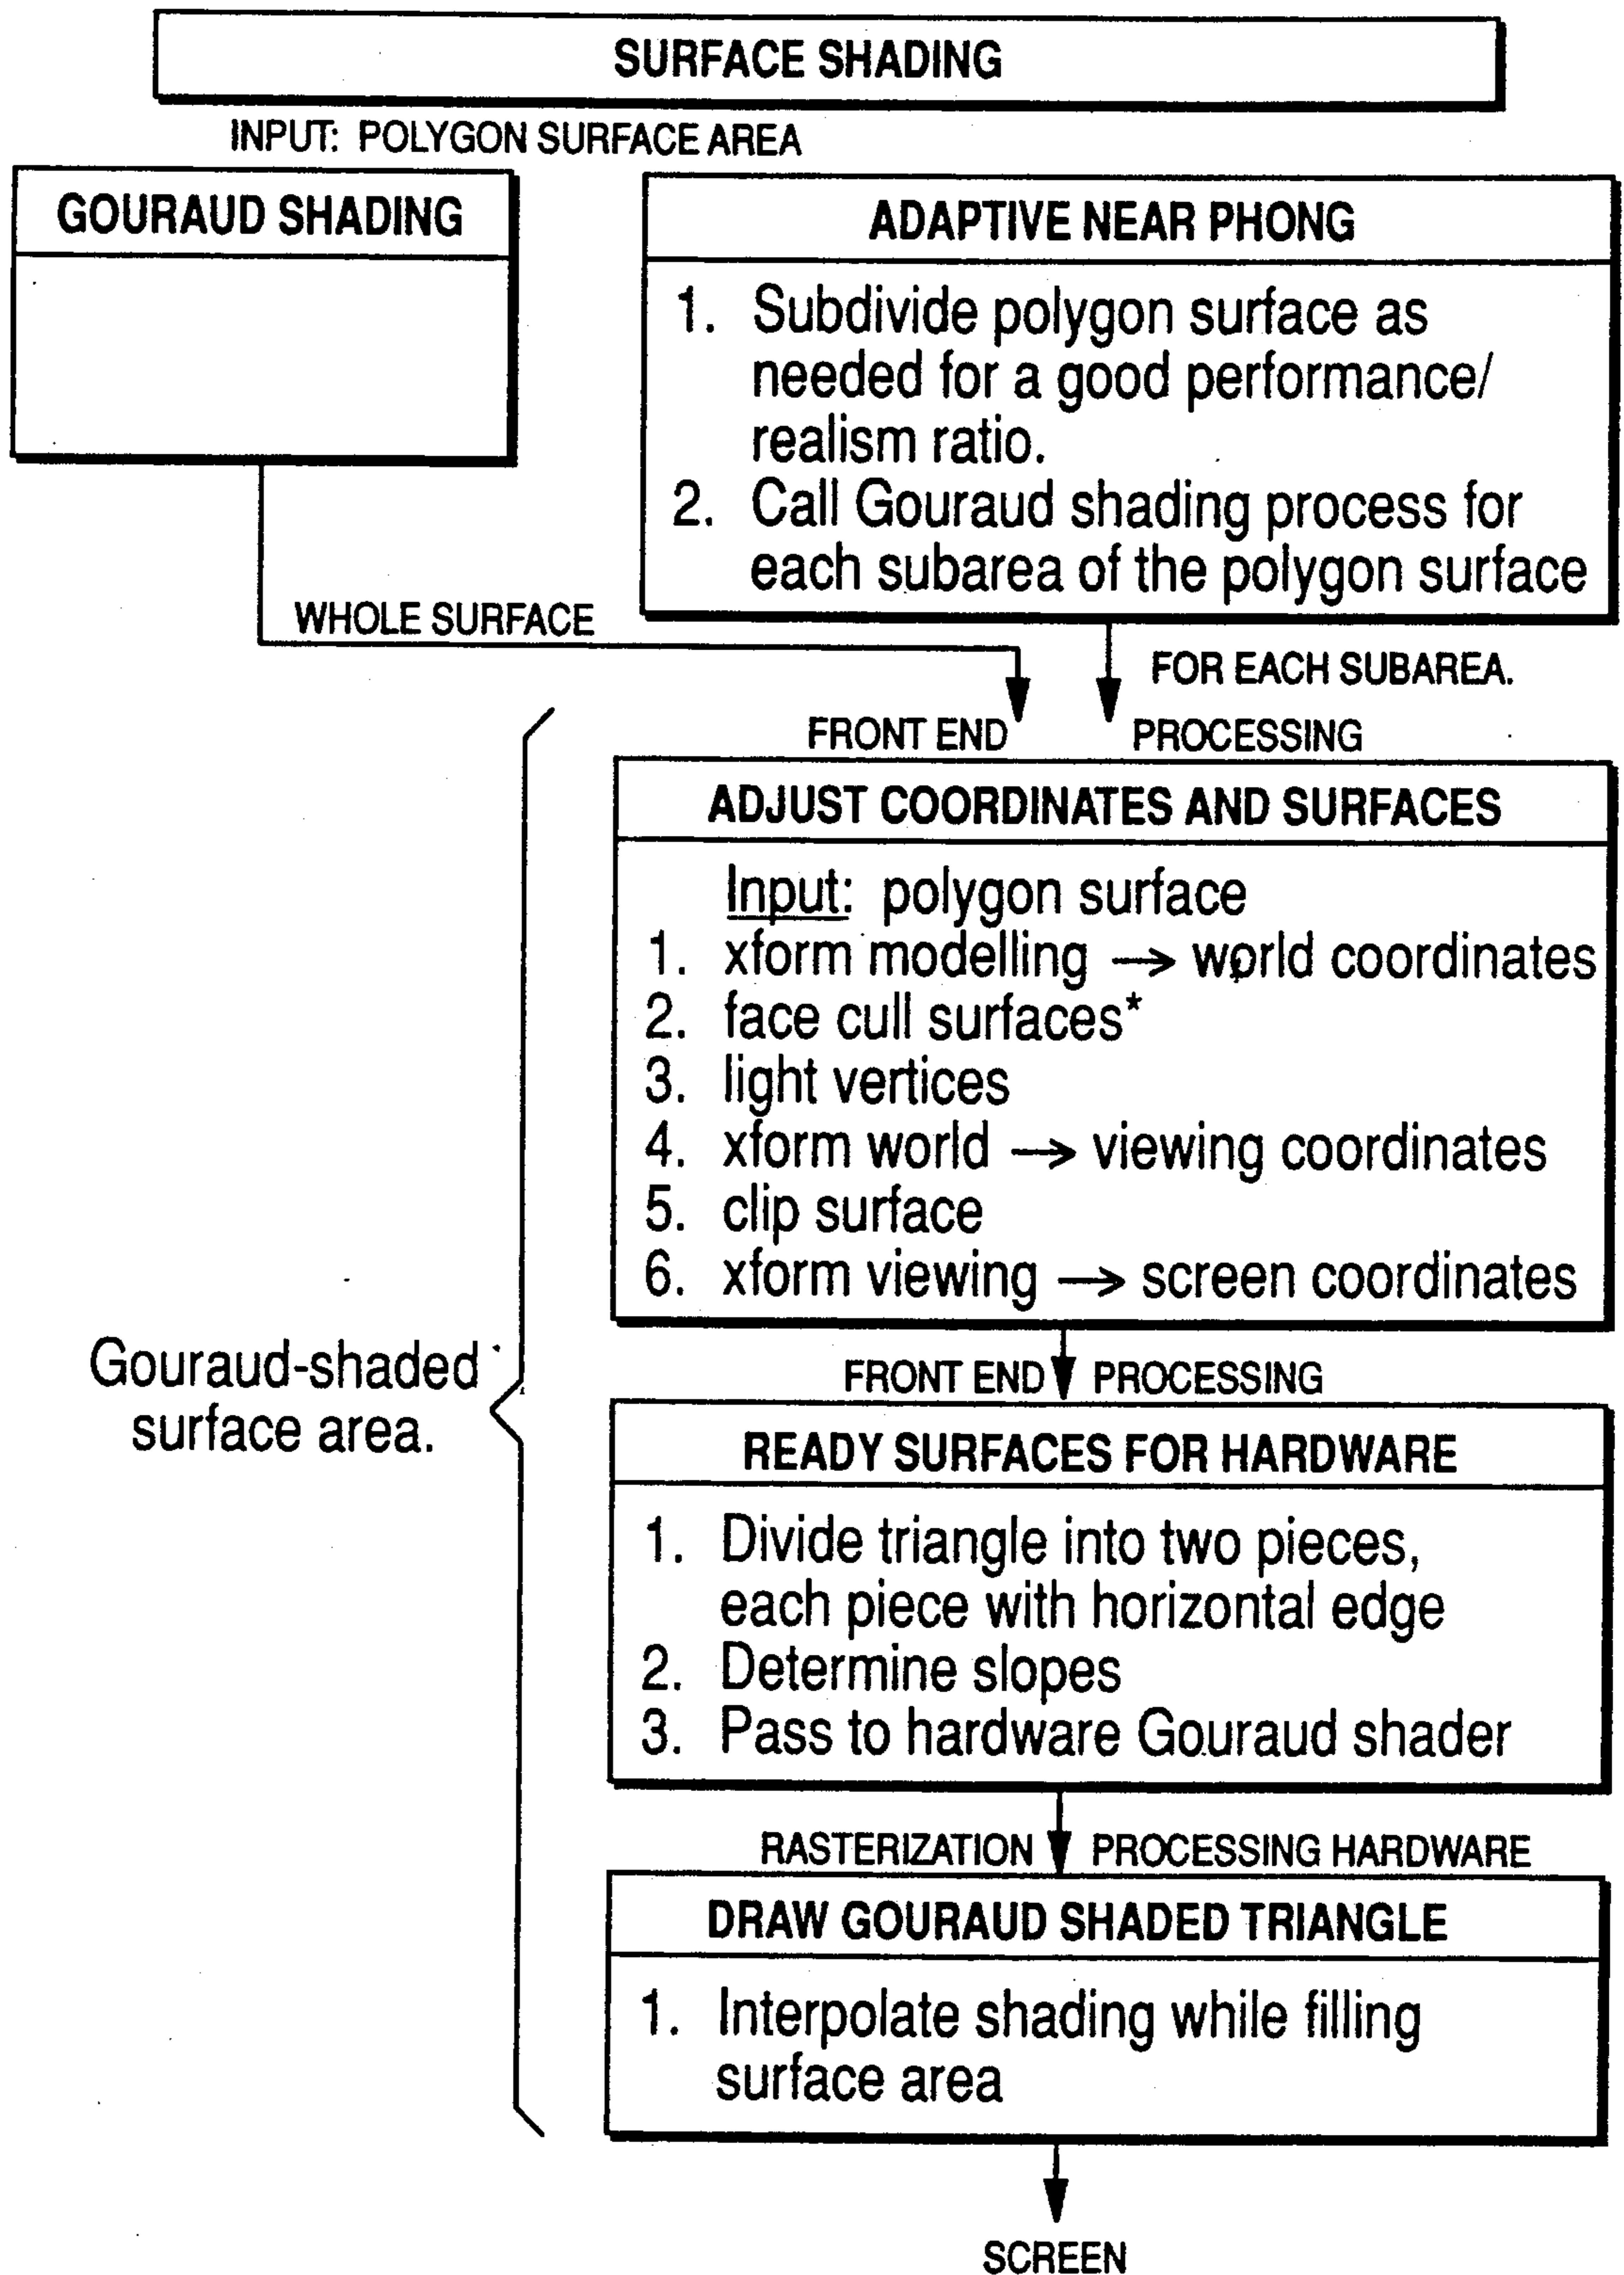 SURFACE SHADING
INPUT: POLYGON SURFACE AREA
GOURAUD SHADING
ADAPTIVE NEAR PHONG
1. Subdivide polygon surface as
needed for a good performance/
realism ratio.
2. Call Gouraud shading process for
each subarea of the polygon surface
WHOLE SURFACE
FOR EACH SUBAREA.
FRONT END PROCESSING
ADJUST COORDINATES AND SURFACES
Input: polygon surface
1. xform modelling → world coordinates
2. face cull surfaces*
3. light vertices
4. xform world → viewing coordinates
5. clip surface
6. xform viewing → screen coordinates
Gouraud-shaded
surface area.
FRONT END PROCESSING
READY SURFACES FOR HARDWARE
1. Divide triangle into two pieces,
each piece with horizontal edge
2. Determine slopes
3. Pass to hardware Gouraud shader
RASTERIZATION PROCESSING HARDWARE
DRAW GOURAUD SHADED TRIANGLE
1. Interpolate shading while filling
surface area
SCREEN